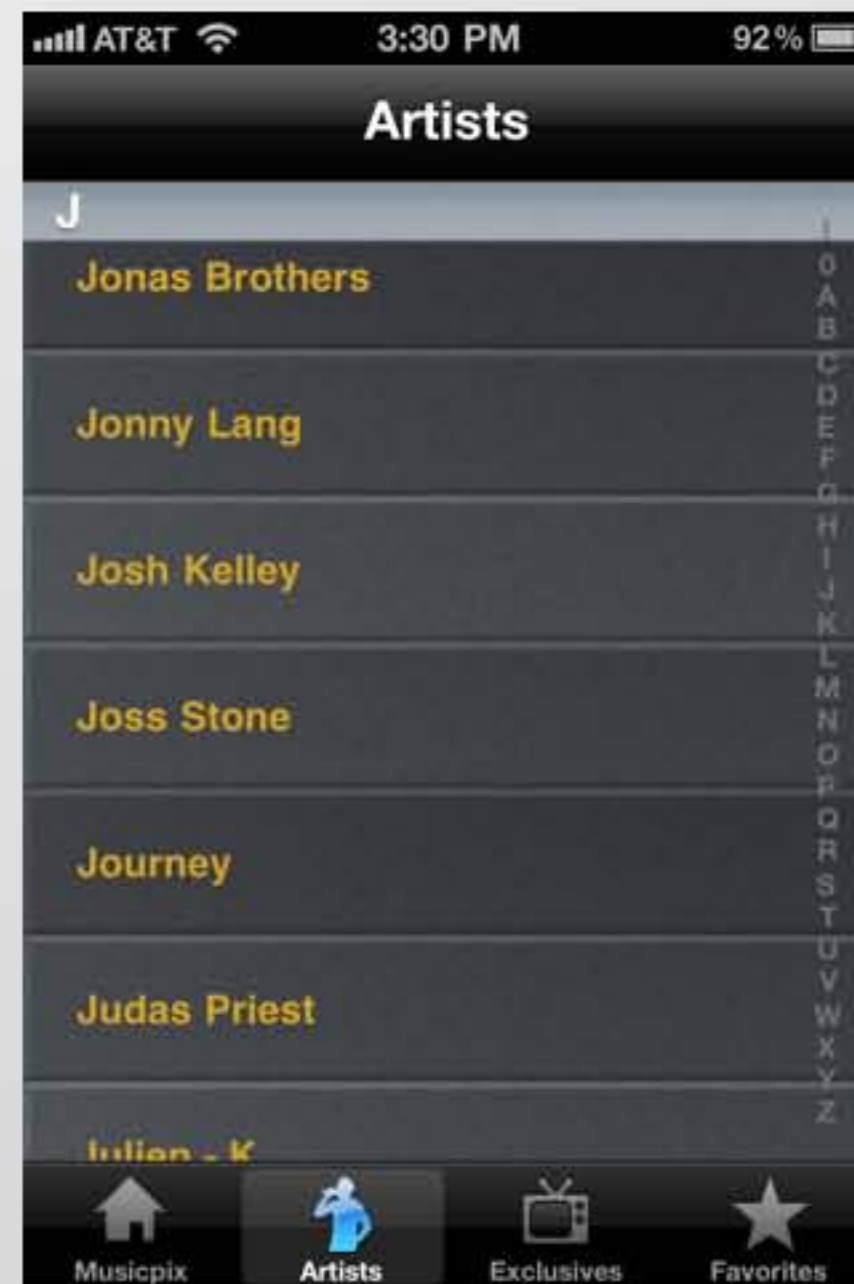 AT&T 3:30 PM 92%
Artists
J
Jonas Brothers
Jonny Lang
Josh Kelley
Joss Stone
Journey
Judas Priest
Julien - K
0
A
B
C
D
E
F
G
H
I
J
K
L
M
N
O
P
Q
R
S
T
U
V
W
X
Y
Z
Musicpix Artists Exclusives Favorites